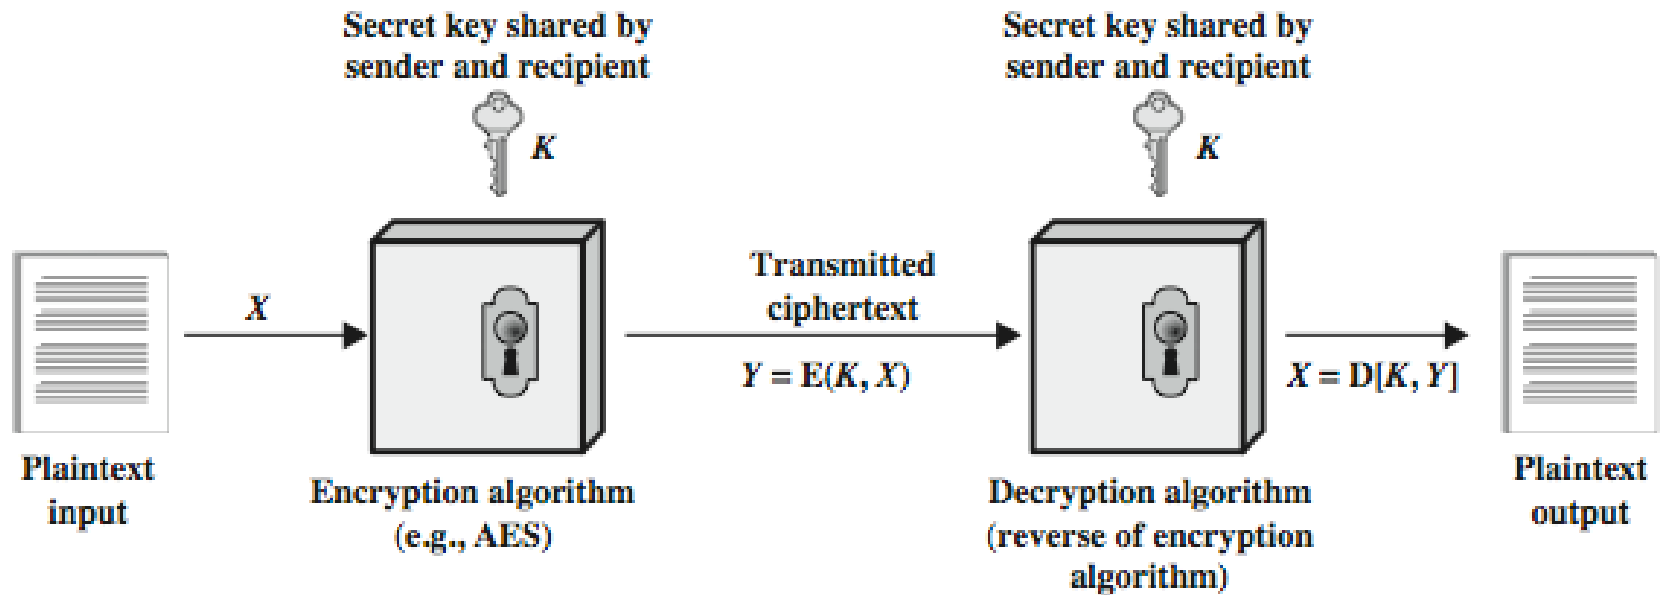 Secret key shared by
sender and recipient
K
Secret key shared by
sender and recipient
K
X
Transmitted
ciphertext
Y = E(K, X)
X = D[K, Y]
Plaintext
input
Encryption algorithm
(e.g., AES)
Decryption algorithm
(reverse of encryption
algorithm)
Plaintext
output